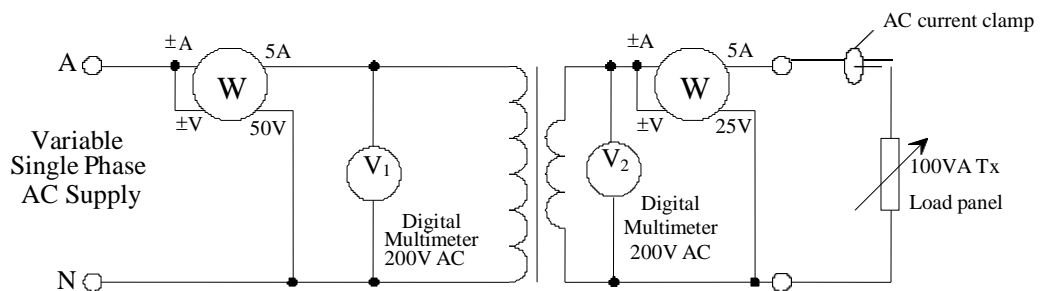 AC current clamp
±A
5A
±A
5A
A
W
W
±V
50V
±V
25V
Variable
Single Phase
AC Supply
V1
V2
100VA Tx
Load panel
Digital
Multimeter
200V AC
Digital
Multimeter
200V AC
N